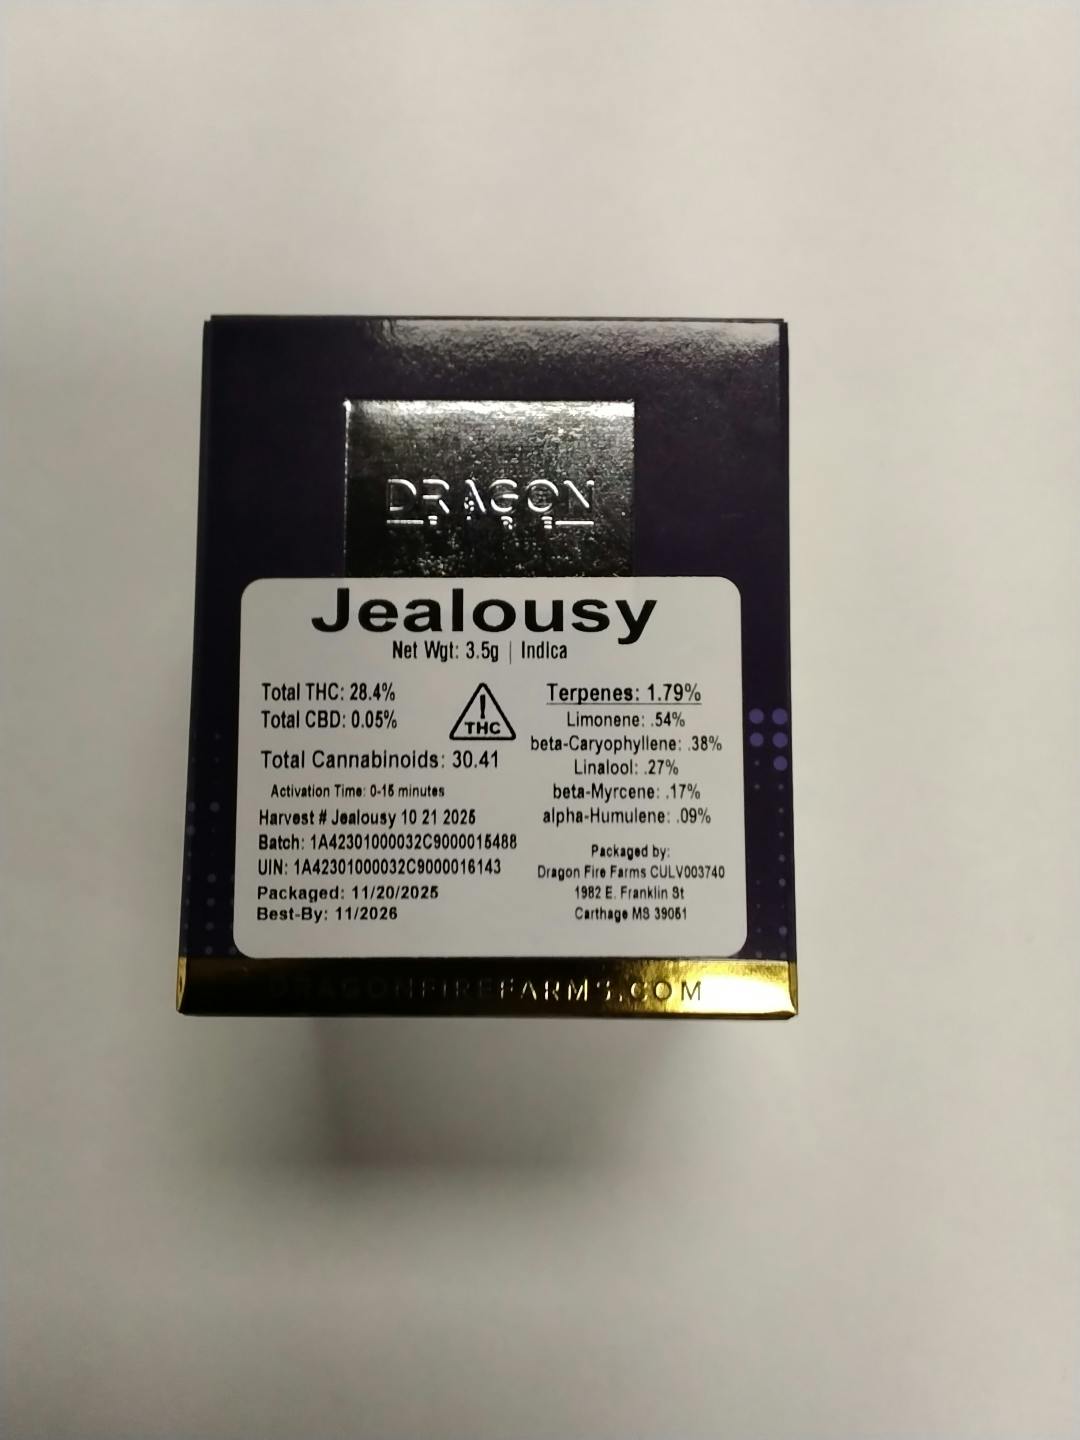 DRAGON
FIRE
Jealousy
Net Wgt: 3.5g | Indica
Total THC: 28.4%
Total CBD: 0.05%
! THC
Total Cannabinoids: 30.41
Activation Time: 0-15 minutes
Harvest # Jealousy 10 21 2025
Batch: 1A42301000032C9000015488
UIN: 1A42301000032C9000016143
Packaged: 11/20/2025
Best-By: 11/2026
Terpenes: 1.79%
Limonene: .54%
beta-Caryophyllene: .38%
Linalool: .27%
beta-Myrcene: .17%
alpha-Humulene: .09%
Packaged by:
Dragon Fire Farms CULV003740
1982 E. Franklin St
Carthage MS 39051
DRAGONFIREFARMS.COM